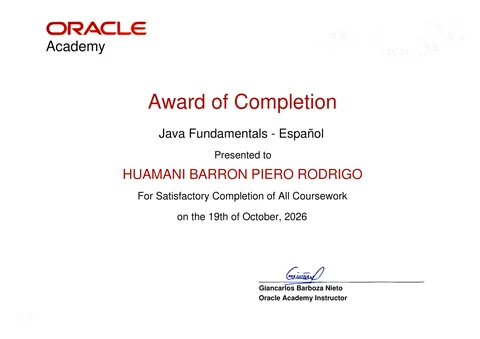 ORACLE
Academy
Award of Completion
Java Fundamentals - Español
Presented to
HUAMANI BARRON PIERO RODRIGO
For Satisfactory Completion of All Coursework
on the 19th of October, 2026
Giancarlos Barboza Nieto
Oracle Academy Instructor